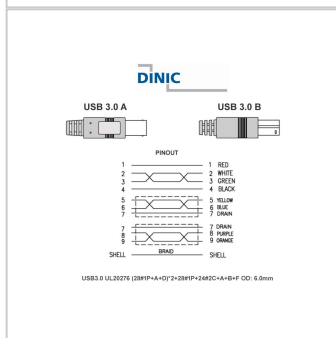 DINIC
USB 3.0 A USB 3.0 B
PINOUT
1 1 RED
2 2 WHITE
3 3 GREEN
4 4 BLACK
5 5 YELLOW
6 6 BLUE
7 7 DRAIN
7 7 DRAIN
8 8 PURPLE
9 9 ORANGE
SHELL BRAID SHELL
USB3.0 UL20276 (28#1P+A+D)*2+28#1P+24#2C+A+B+F OD: 6.0mm